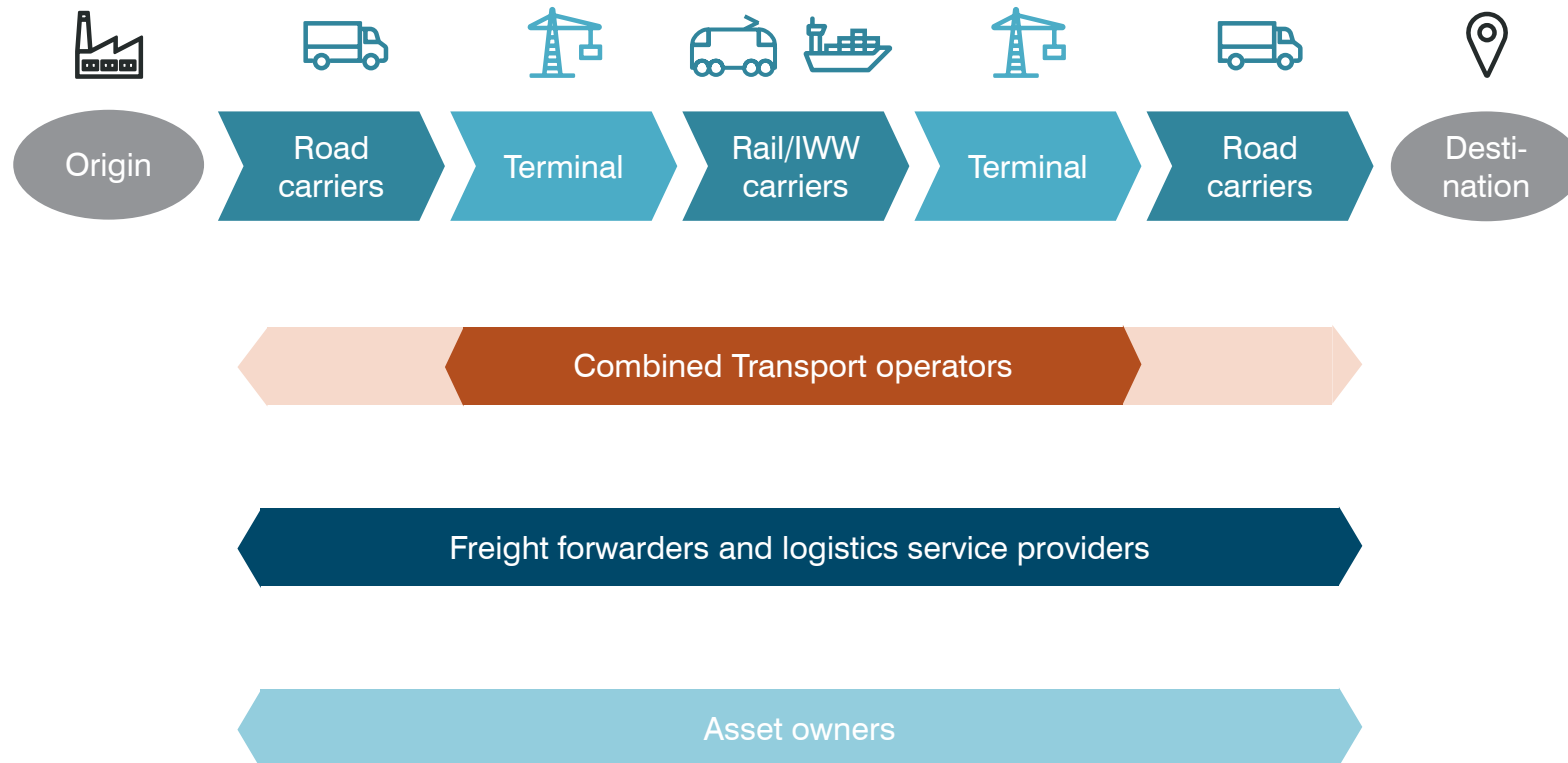 Origin
Road
carriers
Terminal
Rail/IWW
carriers
Terminal
Road
carriers
Desti-
nation
Combined Transport operators
Freight forwarders and logistics service providers
Asset owners